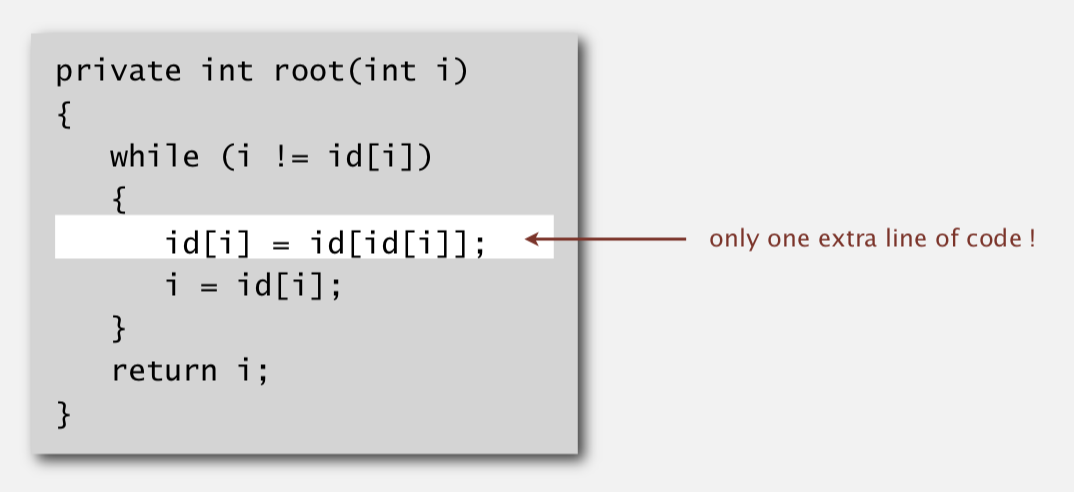 private int root(int i)
{
   while (i != id[i])
   {
      id[i] = id[id[i]];
only one extra line of code !
      i = id[i];
   }
   return i;
}